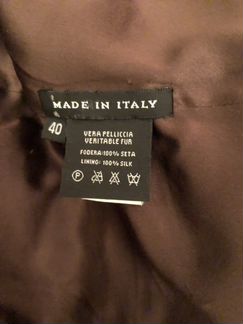 MADE IN ITALY
40
VERA PELLICCIA
VERITABLE FUR
FODERA: 100% SETA
LINING: 100% SILK
P